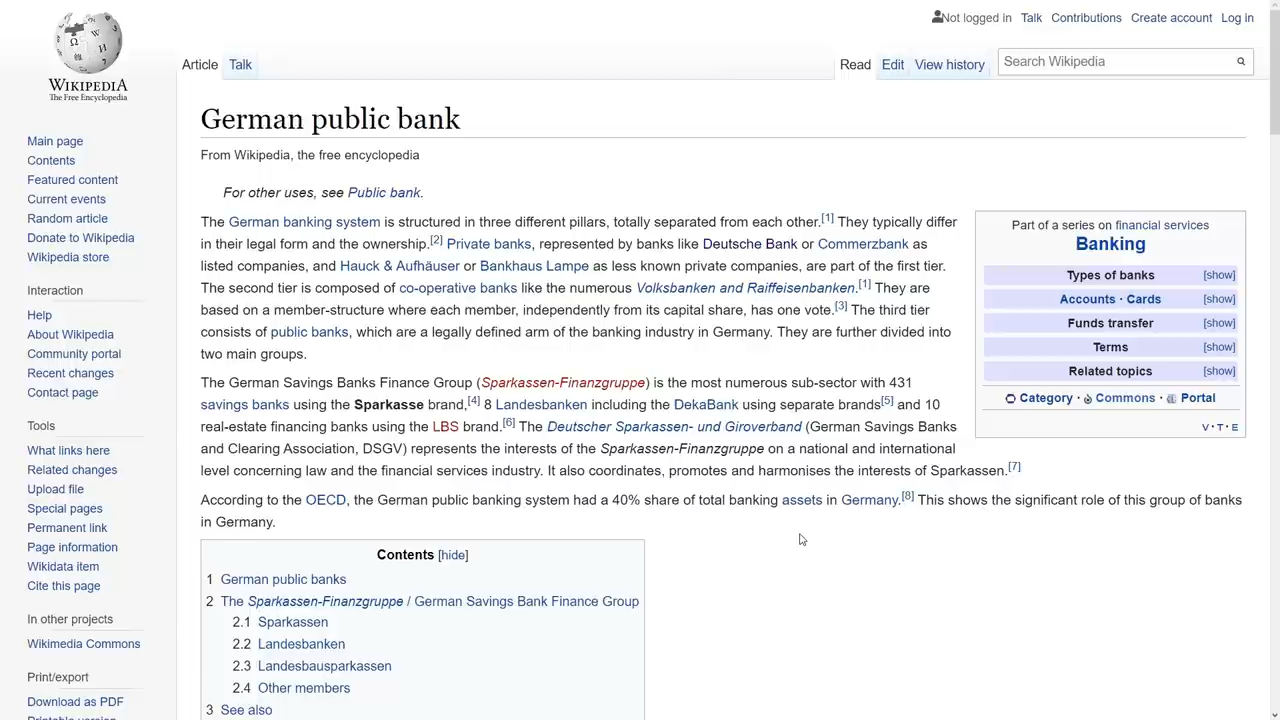 Not logged in Talk Contributions Create account Log in
Article Talk Read Edit View history Search Wikipedia
WIKIPEDIA
The Free Encyclopedia
Main page
Contents
Featured content
Current events
Random article
Donate to Wikipedia
Wikipedia store
Interaction
Help
About Wikipedia
Community portal
Recent changes
Contact page
Tools
What links here
Related changes
Upload file
Special pages
Permanent link
Page information
Wikidata item
Cite this page
In other projects
Wikimedia Commons
Print/export
Download as PDF
German public bank
From Wikipedia, the free encyclopedia
For other uses, see Public bank.
The German banking system is structured in three different pillars, totally separated from each other.[1] They typically differ
in their legal form and the ownership.[2] Private banks, represented by banks like Deutsche Bank or Commerzbank as
listed companies, and Hauck & Aufhäuser or Bankhaus Lampe as less known private companies, are part of the first tier.
The second tier is composed of co-operative banks like the numerous Volksbanken and Raiffeisenbanken.[1] They are
based on a member-structure where each member, independently from its capital share, has one vote.[3] The third tier
consists of public banks, which are a legally defined arm of the banking industry in Germany. They are further divided into
two main groups.
The German Savings Banks Finance Group (Sparkassen-Finanzgruppe) is the most numerous sub-sector with 431
savings banks using the Sparkasse brand,[4] 8 Landesbanken including the DekaBank using separate brands[5] and 10
real-estate financing banks using the LBS brand.[6] The Deutscher Sparkassen- und Giroverband (German Savings Banks
and Clearing Association, DSGV) represents the interests of the Sparkassen-Finanzgruppe on a national and international
level concerning law and the financial services industry. It also coordinates, promotes and harmonises the interests of Sparkassen.[7]
According to the OECD, the German public banking system had a 40% share of total banking assets in Germany.[8] This shows the significant role of this group of banks
in Germany.
Part of a series on financial services
Banking
Types of banks [show]
Accounts · Cards [show]
Funds transfer [show]
Terms [show]
Related topics [show]
Category · Commons · Portal
V · T · E
Contents [hide]
1 German public banks
2 The Sparkassen-Finanzgruppe / German Savings Bank Finance Group
2.1 Sparkassen
2.2 Landesbanken
2.3 Landesbausparkassen
2.4 Other members
3 See also